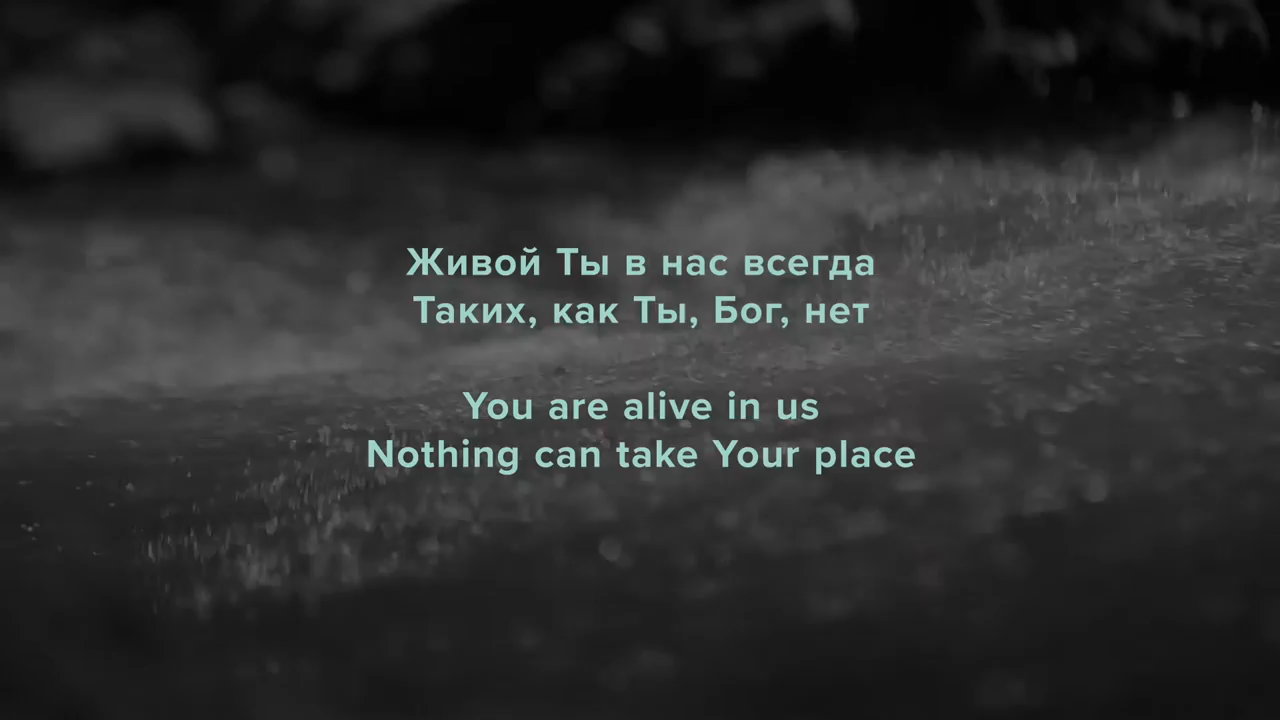 Живой Ты в нас всегда
Таких, как Ты, Бог, нет
You are alive in us
Nothing can take Your place